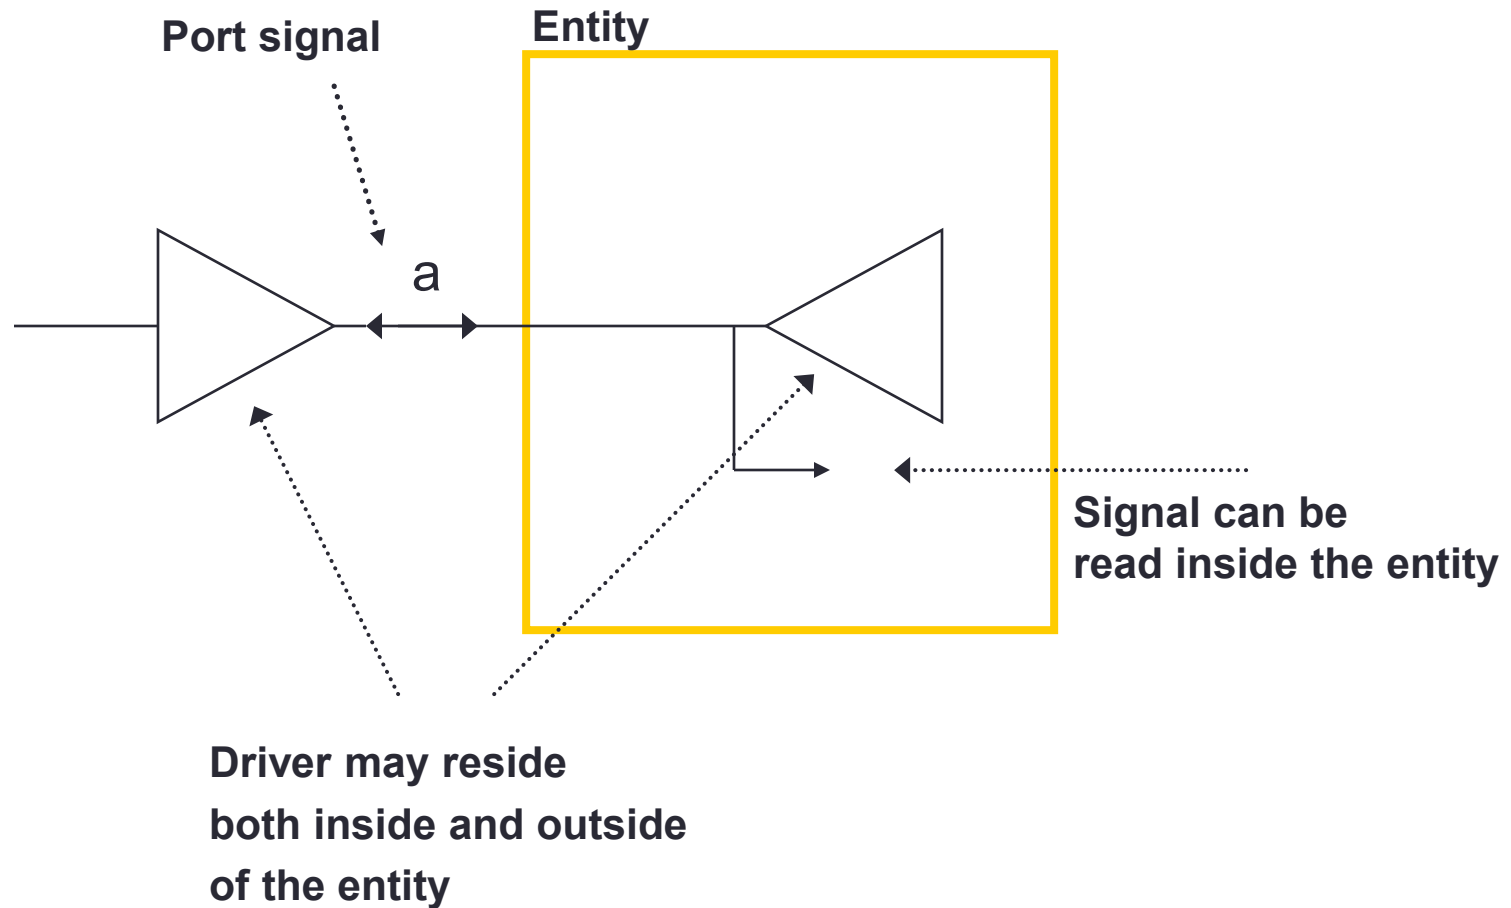 Port signal
Entity
a
Signal can be
read inside the entity
Driver may reside
both inside and outside
of the entity